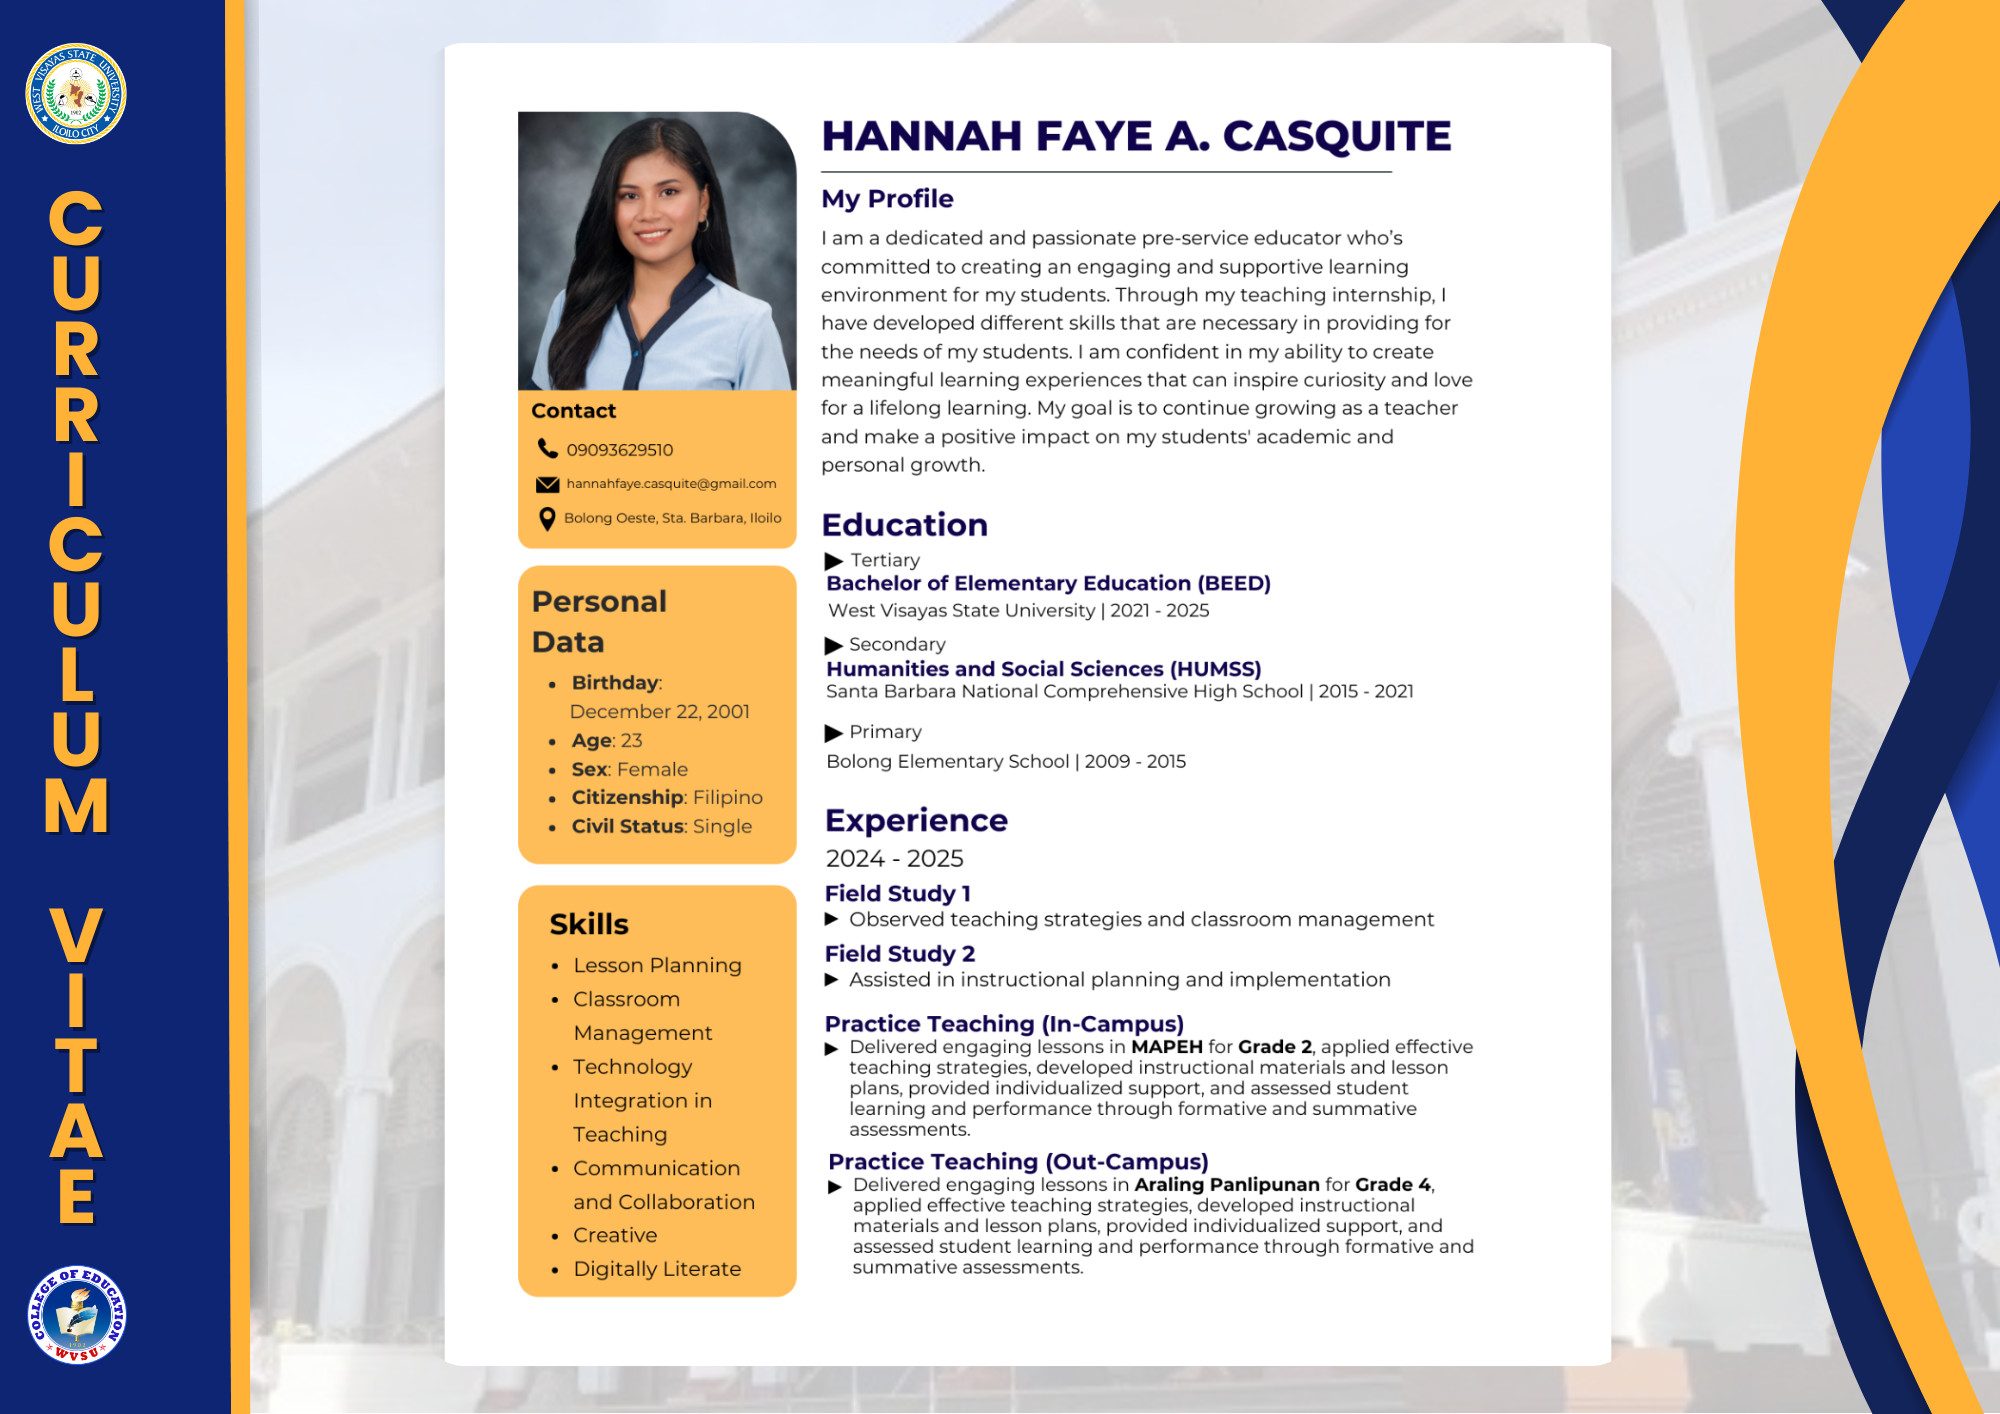 WEST VISAYAS STATE UNIVERSITY
1902
ILOILO CITY
CURRICULUM
VITAE
COLLEGE OF EDUCATION
1902
WVSU
Contact
09093629510
hannahfaye.casquite@gmail.com
Bolong Oeste, Sta. Barbara, Iloilo
Personal
Data
• Birthday:
December 22, 2001
• Age: 23
• Sex: Female
• Citizenship: Filipino
• Civil Status: Single
Skills
• Lesson Planning
• Classroom
Management
• Technology
Integration in
Teaching
• Communication
and Collaboration
• Creative
• Digitally Literate
HANNAH FAYE A. CASQUITE
My Profile
I am a dedicated and passionate pre-service educator who's
committed to creating an engaging and supportive learning
environment for my students. Through my teaching internship, I
have developed different skills that are necessary in providing for
the needs of my students. I am confident in my ability to create
meaningful learning experiences that can inspire curiosity and love
for a lifelong learning. My goal is to continue growing as a teacher
and make a positive impact on my students' academic and
personal growth.
Education
▶ Tertiary
Bachelor of Elementary Education (BEED)
West Visayas State University | 2021 - 2025
▶ Secondary
Humanities and Social Sciences (HUMSS)
Santa Barbara National Comprehensive High School | 2015 - 2021
▶ Primary
Bolong Elementary School | 2009 - 2015
Experience
2024 - 2025
Field Study 1
▶ Observed teaching strategies and classroom management
Field Study 2
▶ Assisted in instructional planning and implementation
Practice Teaching (In-Campus)
▶ Delivered engaging lessons in MAPEH for Grade 2, applied effective
teaching strategies, developed instructional materials and lesson
plans, provided individualized support, and assessed student
learning and performance through formative and summative
assessments.
Practice Teaching (Out-Campus)
▶ Delivered engaging lessons in Araling Panlipunan for Grade 4,
applied effective teaching strategies, developed instructional
materials and lesson plans, provided individualized support, and
assessed student learning and performance through formative and
summative assessments.